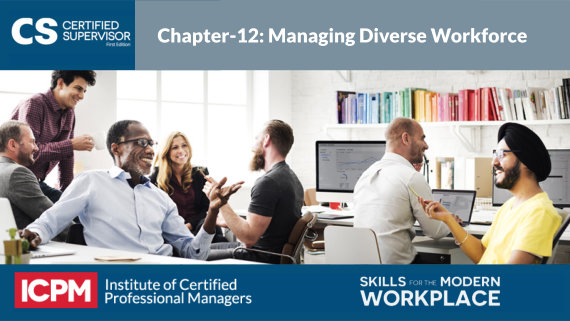 CS
CERTIFIED
SUPERVISOR
First Edition
Chapter-12: Managing Diverse Workforce
ICPM
Institute of Certified
Professional Managers
SKILLS FOR THE MODERN
WORKPLACE